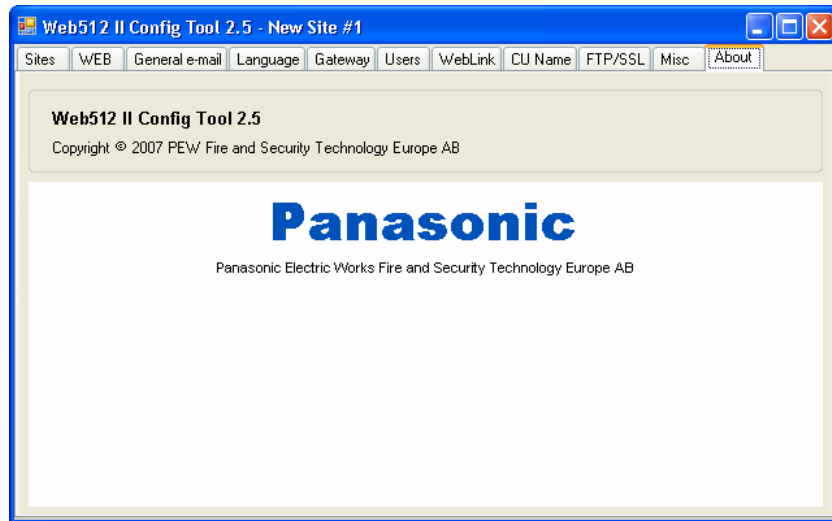 Web512 II Config Tool 2.5 - New Site #1
Sites WEB General e-mail Language Gateway Users WebLink CU Name FTP/SSL Misc About
Web512 II Config Tool 2.5
Copyright © 2007 PEW Fire and Security Technology Europe AB
Panasonic
Panasonic Electric Works Fire and Security Technology Europe AB